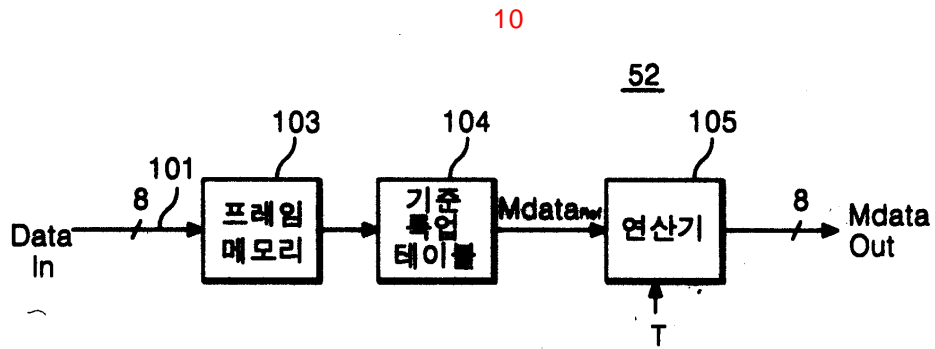 10
52
103
104
105
101
8
8
Data
In
프레임
메모리
기준
룩업
테이블
Mdataref
연산기
Mdata
Out
T